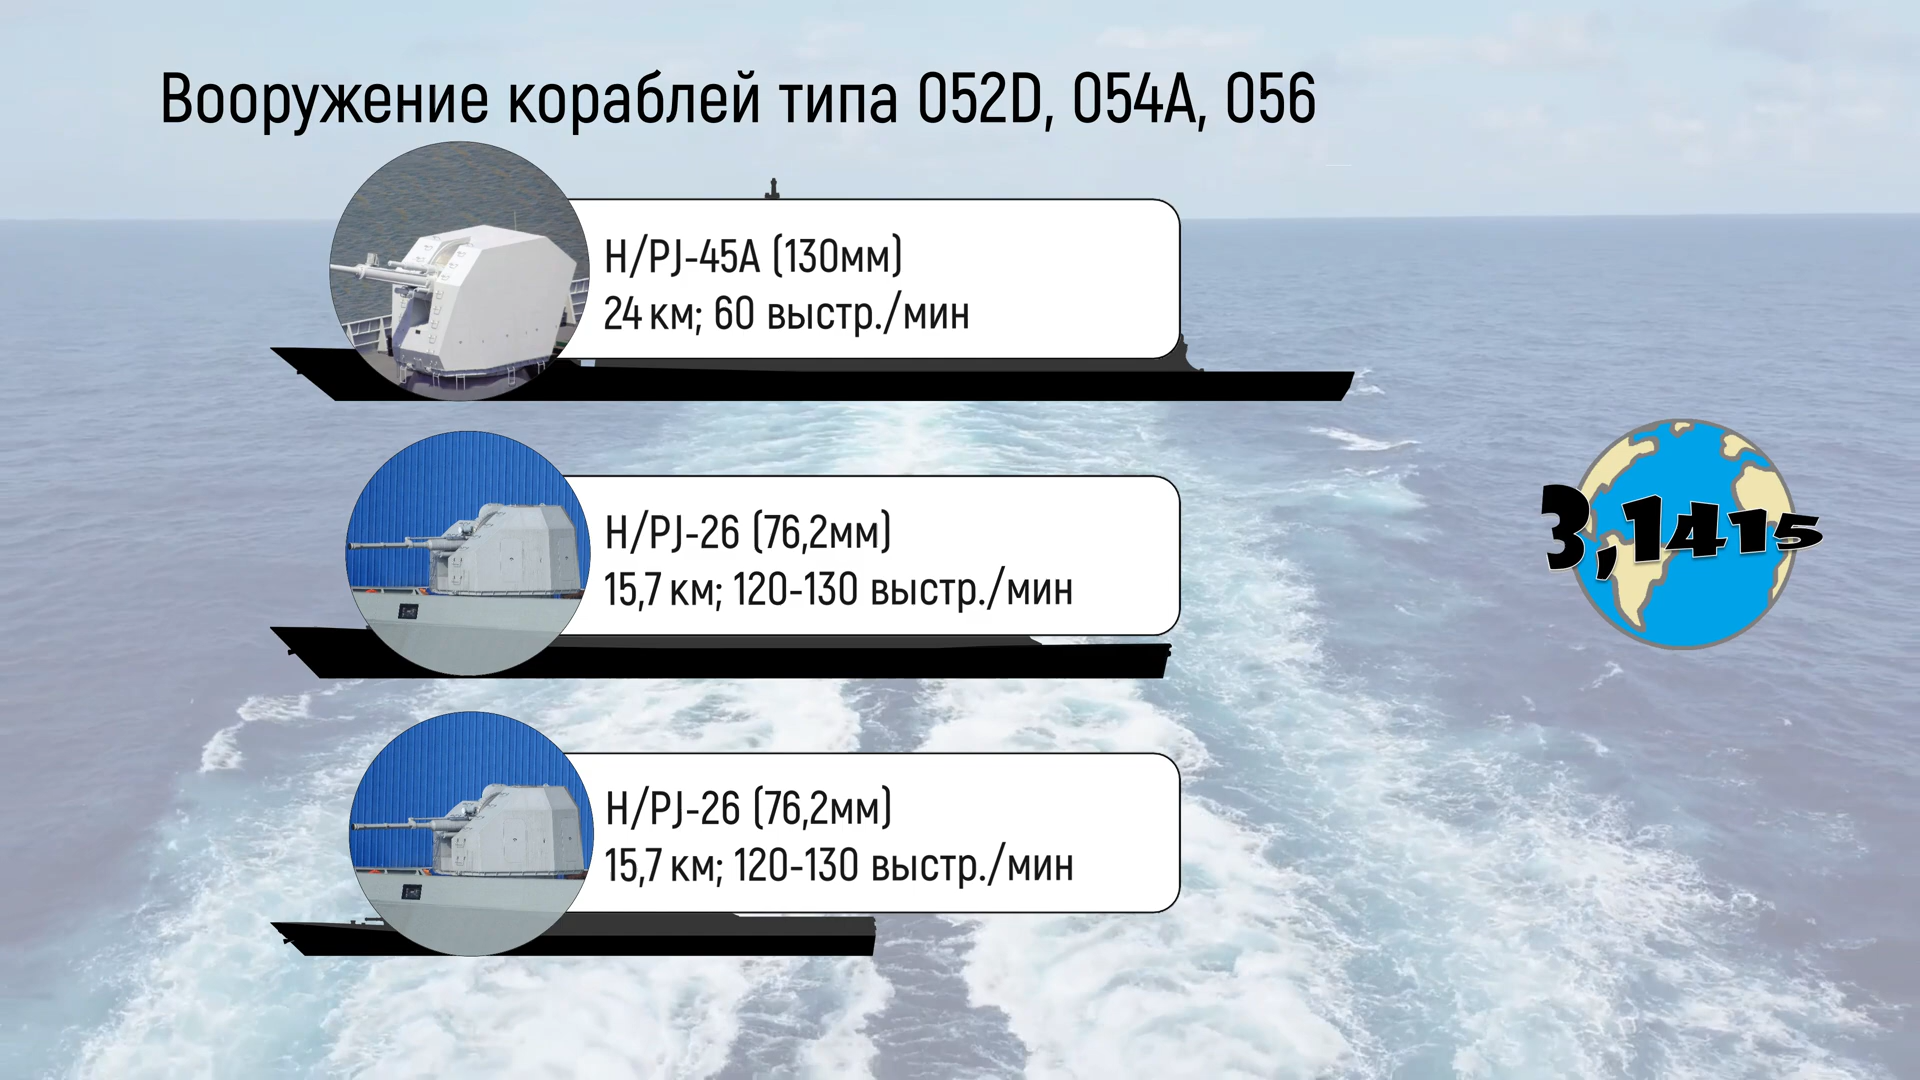 Вооружение кораблей типа 052D, 054A, 056
H/PJ-45A (130мм)
24 км; 60 выстр./мин
H/PJ-26 (76,2мм)
15,7 км; 120-130 выстр./мин
3,1415
H/PJ-26 (76,2мм)
15,7 км; 120-130 выстр./мин